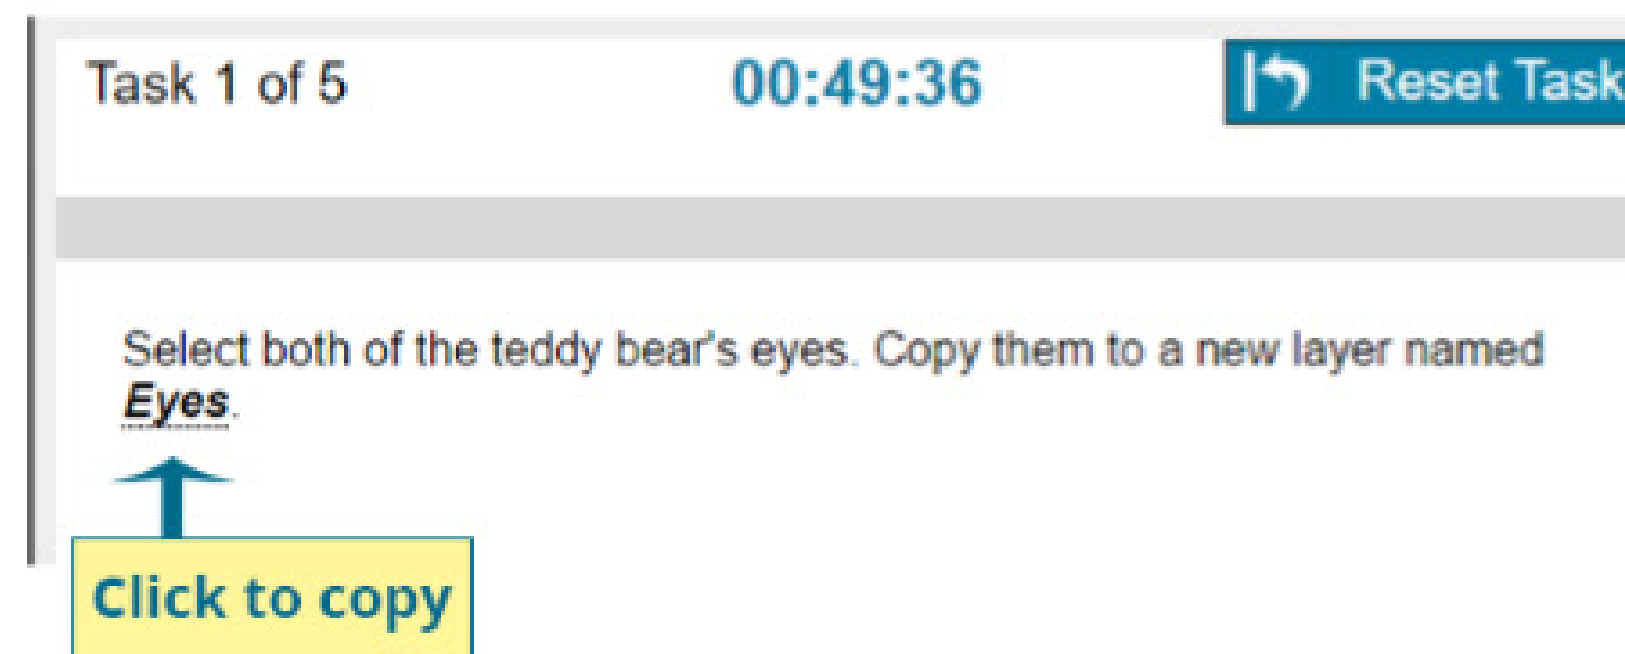 Task 1 of 5
00:49:36
Reset Task
Select both of the teddy bear's eyes. Copy them to a new layer named
Eyes.
Click to copy